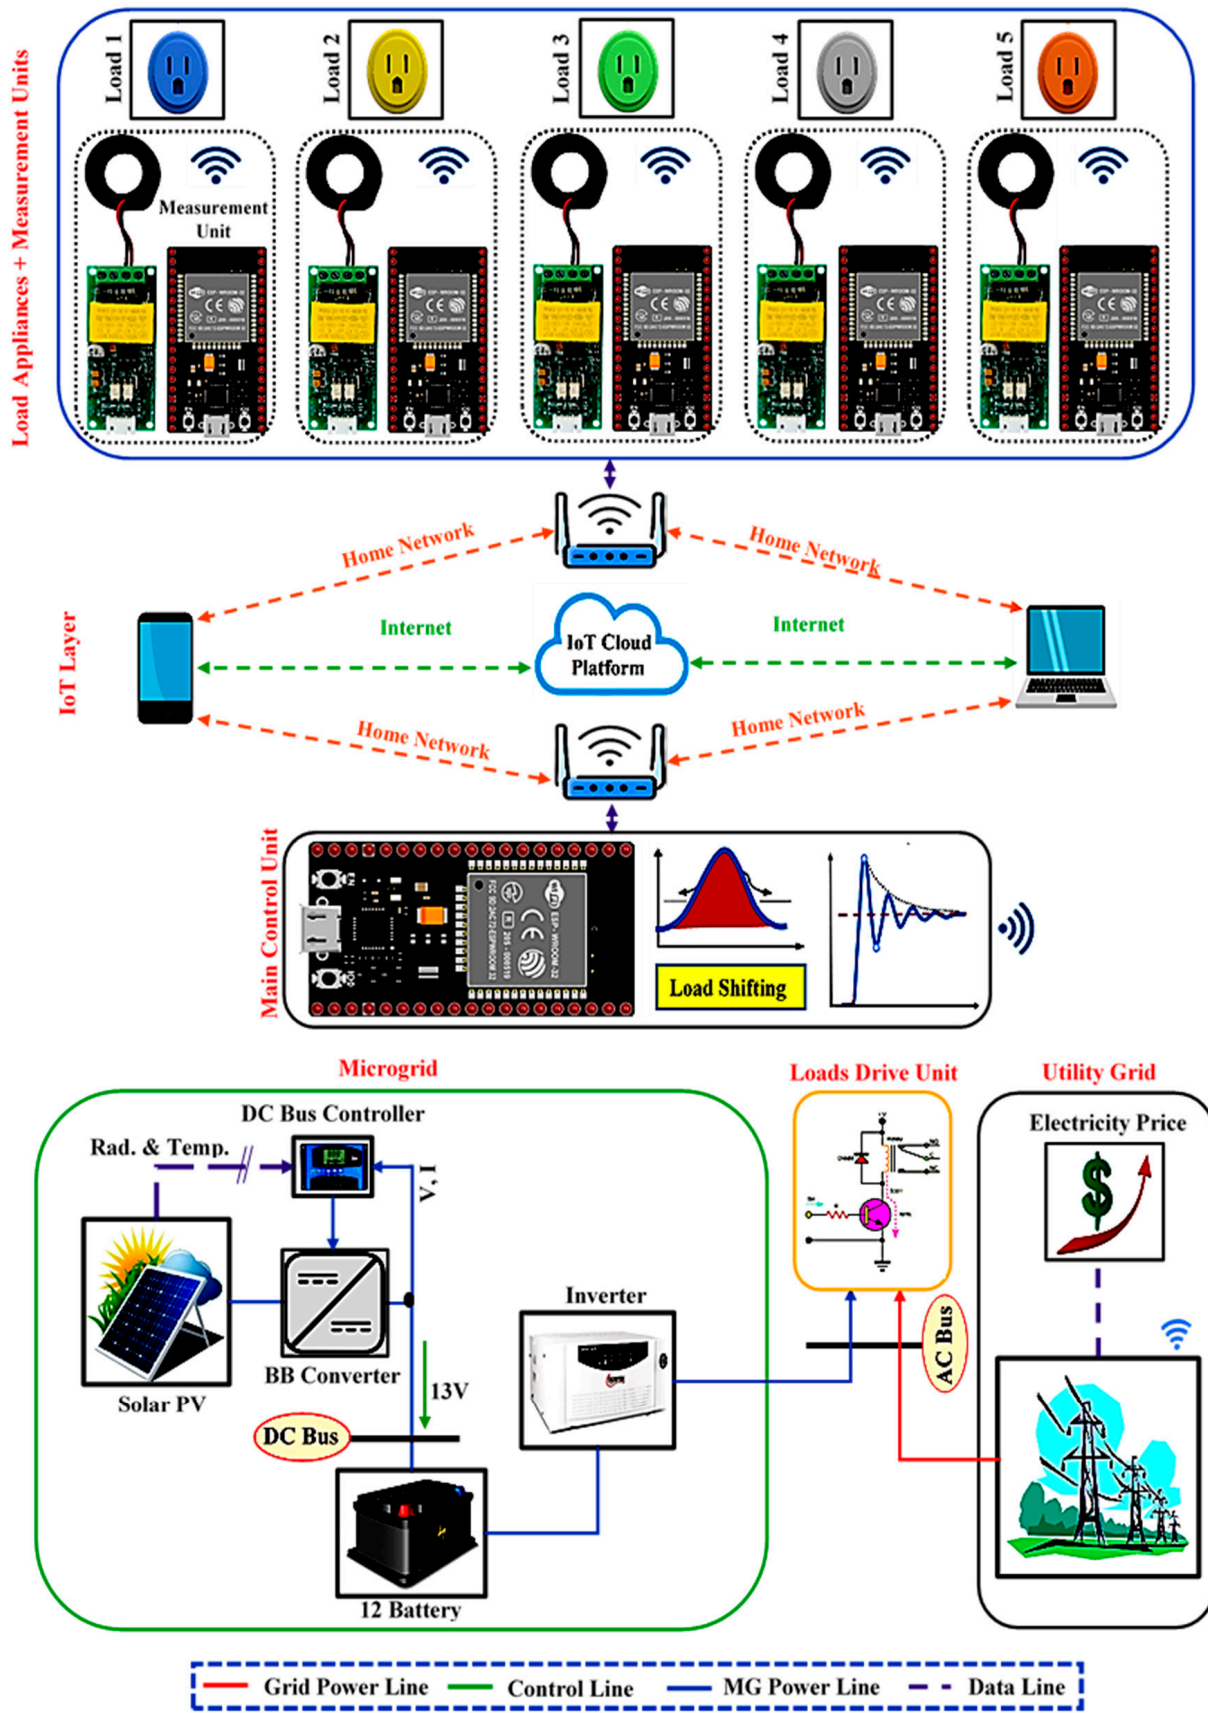 Load Appliances + Measurement Units
Load 1
Load 2
Load 3
Load 4
Load 5
Measurement
Unit
Home Network
Home Network
IoT Layer
Internet
IoT Cloud
Platform
Internet
Home Network
Home Network
Main Control Unit
ESP-WROOM-32
Load Shifting
Microgrid
Loads Drive Unit
Utility Grid
DC Bus Controller
Rad. & Temp.
V, I
Electricity Price
BB Converter
Solar PV
Inverter
13V
DC Bus
AC Bus
12 Battery
Grid Power Line
Control Line
MG Power Line
Data Line